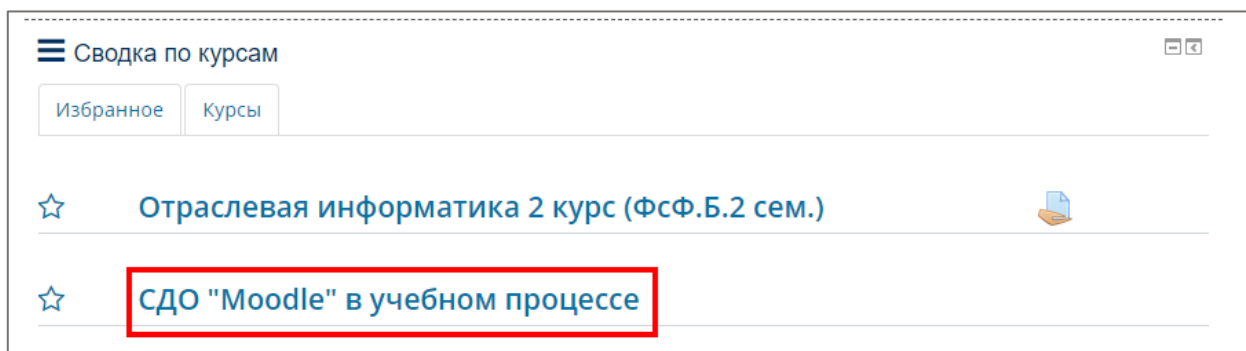 Сводка по курсам
Избранное Курсы
Отраслевая информатика 2 курс (ФсФ.Б.2 сем.)
СДО "Moodle" в учебном процессе